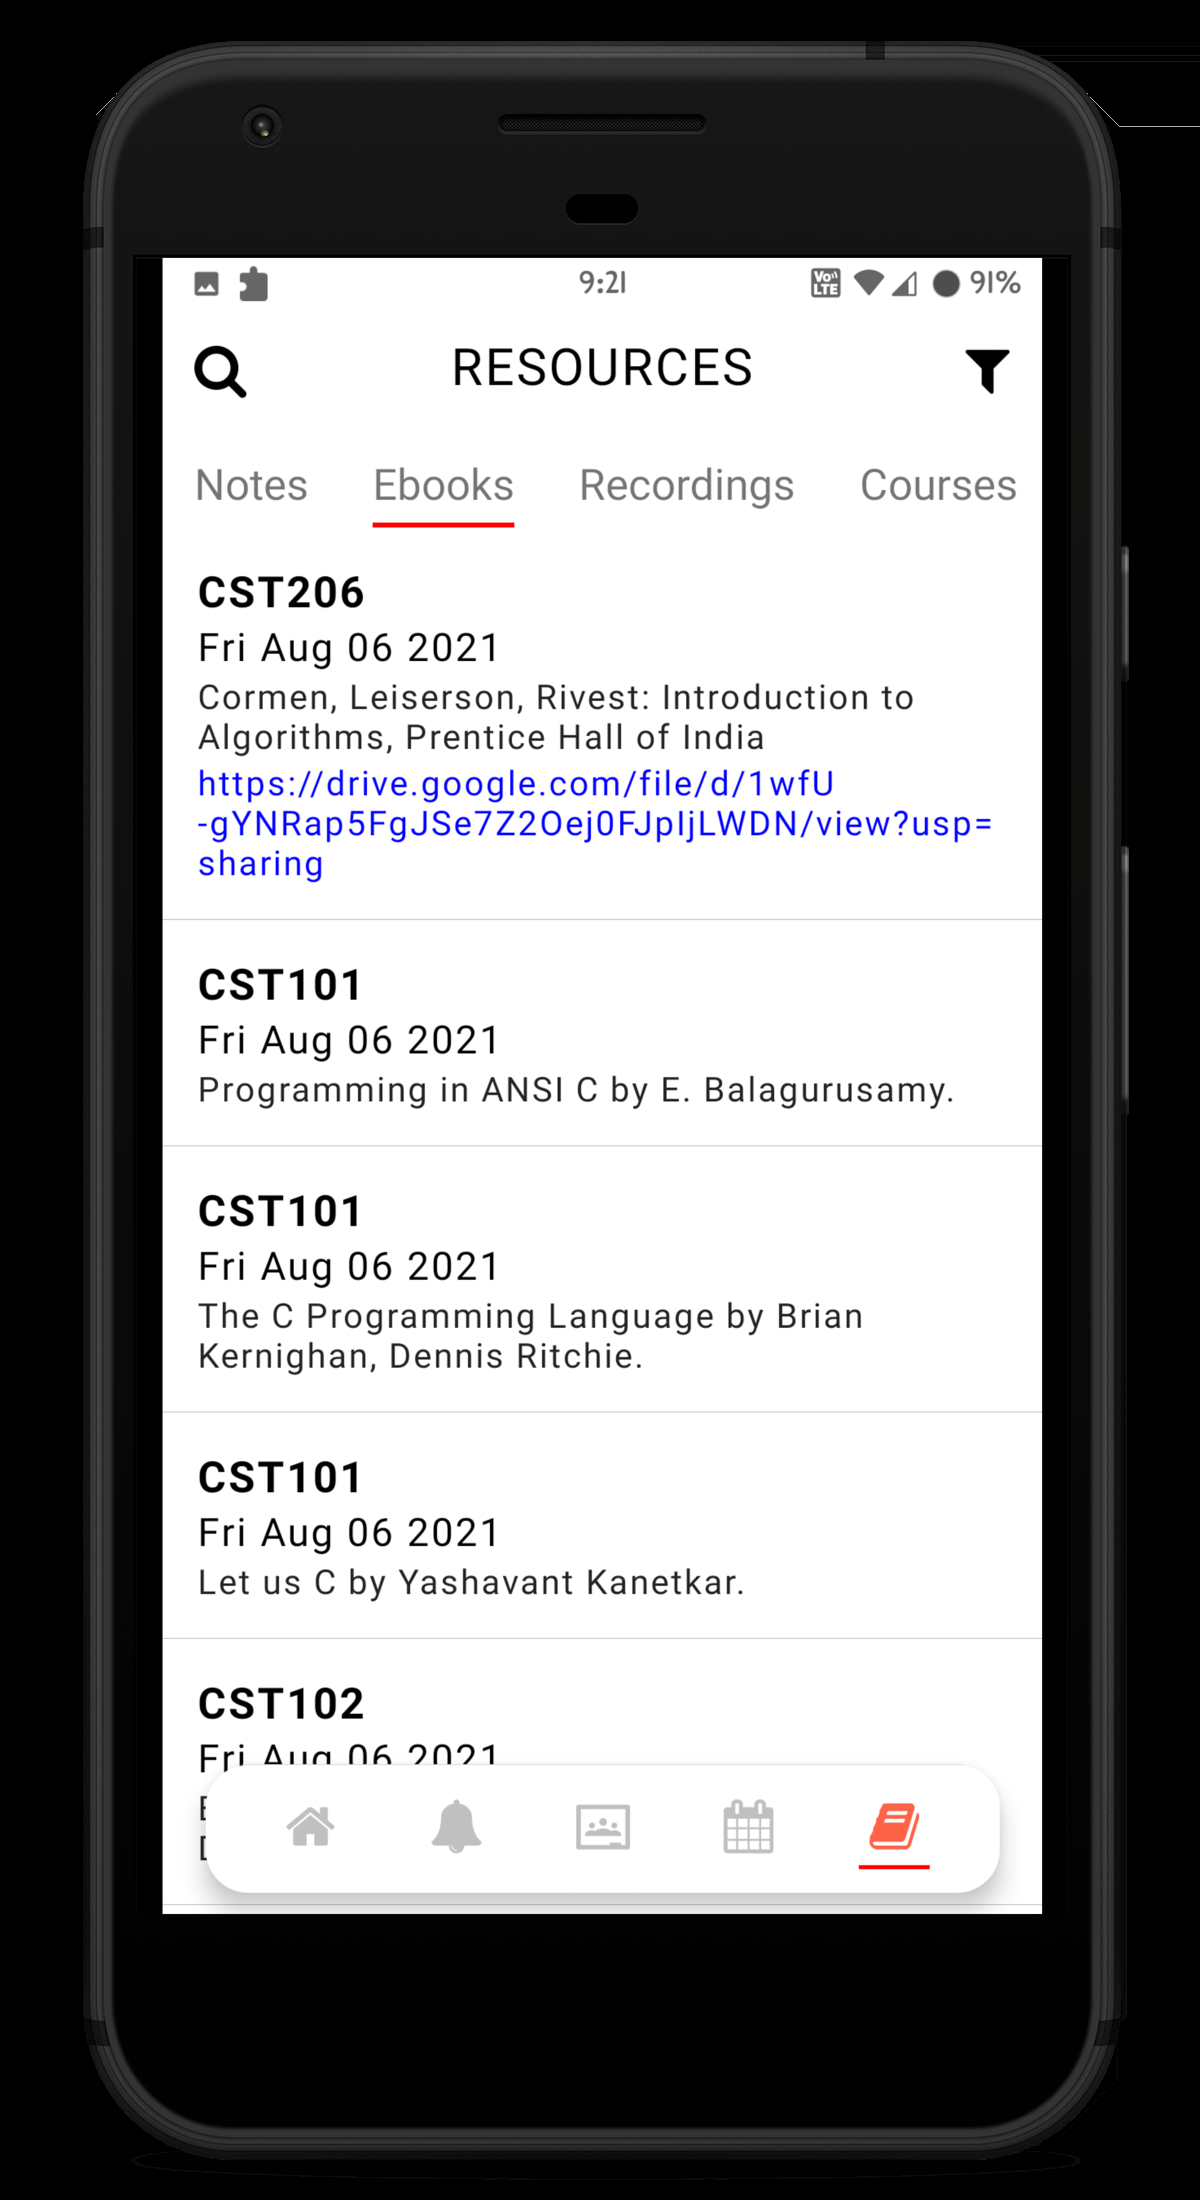 9:21 Vo)) LTE 91%
RESOURCES
Notes Ebooks Recordings Courses
CST206
Fri Aug 06 2021
Cormen, Leiserson, Rivest: Introduction to
Algorithms, Prentice Hall of India
https://drive.google.com/file/d/1wfU
-gYNRap5FgJSe7Z2Oej0FJpIjLWDN/view?usp=
sharing
CST101
Fri Aug 06 2021
Programming in ANSI C by E. Balagurusamy.
CST101
Fri Aug 06 2021
The C Programming Language by Brian
Kernighan, Dennis Ritchie.
CST101
Fri Aug 06 2021
Let us C by Yashavant Kanetkar.
CST102
Fri Aug 06 2021